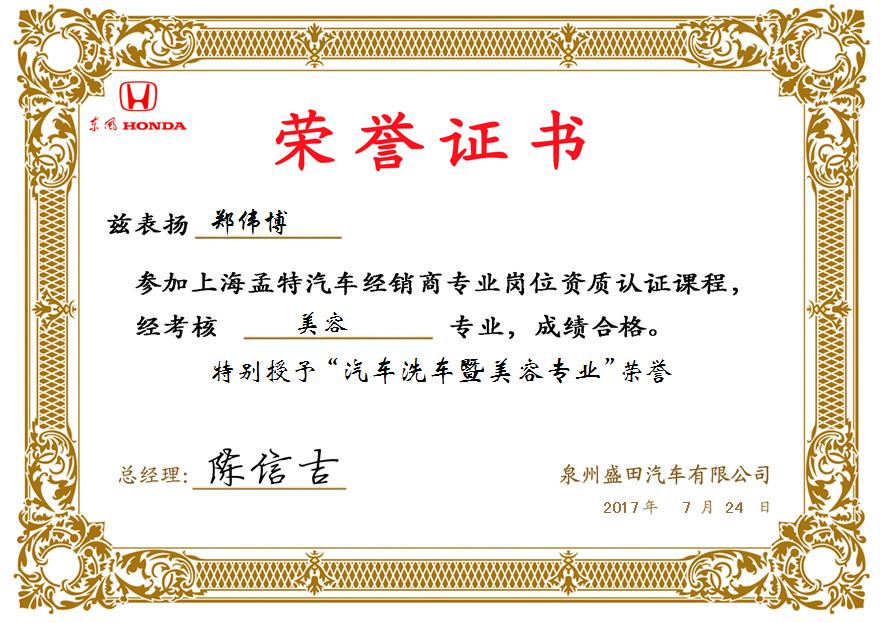 东风 HONDA
荣誉证书
兹表扬 郑伟博
参加上海孟特汽车经销商专业岗位资质认证课程，
经考核 美容 专业，成绩合格。
特别授予“汽车洗车暨美容专业”荣誉
总经理: 陈信吉
泉州盛田汽车有限公司
2017年 7月 24 日